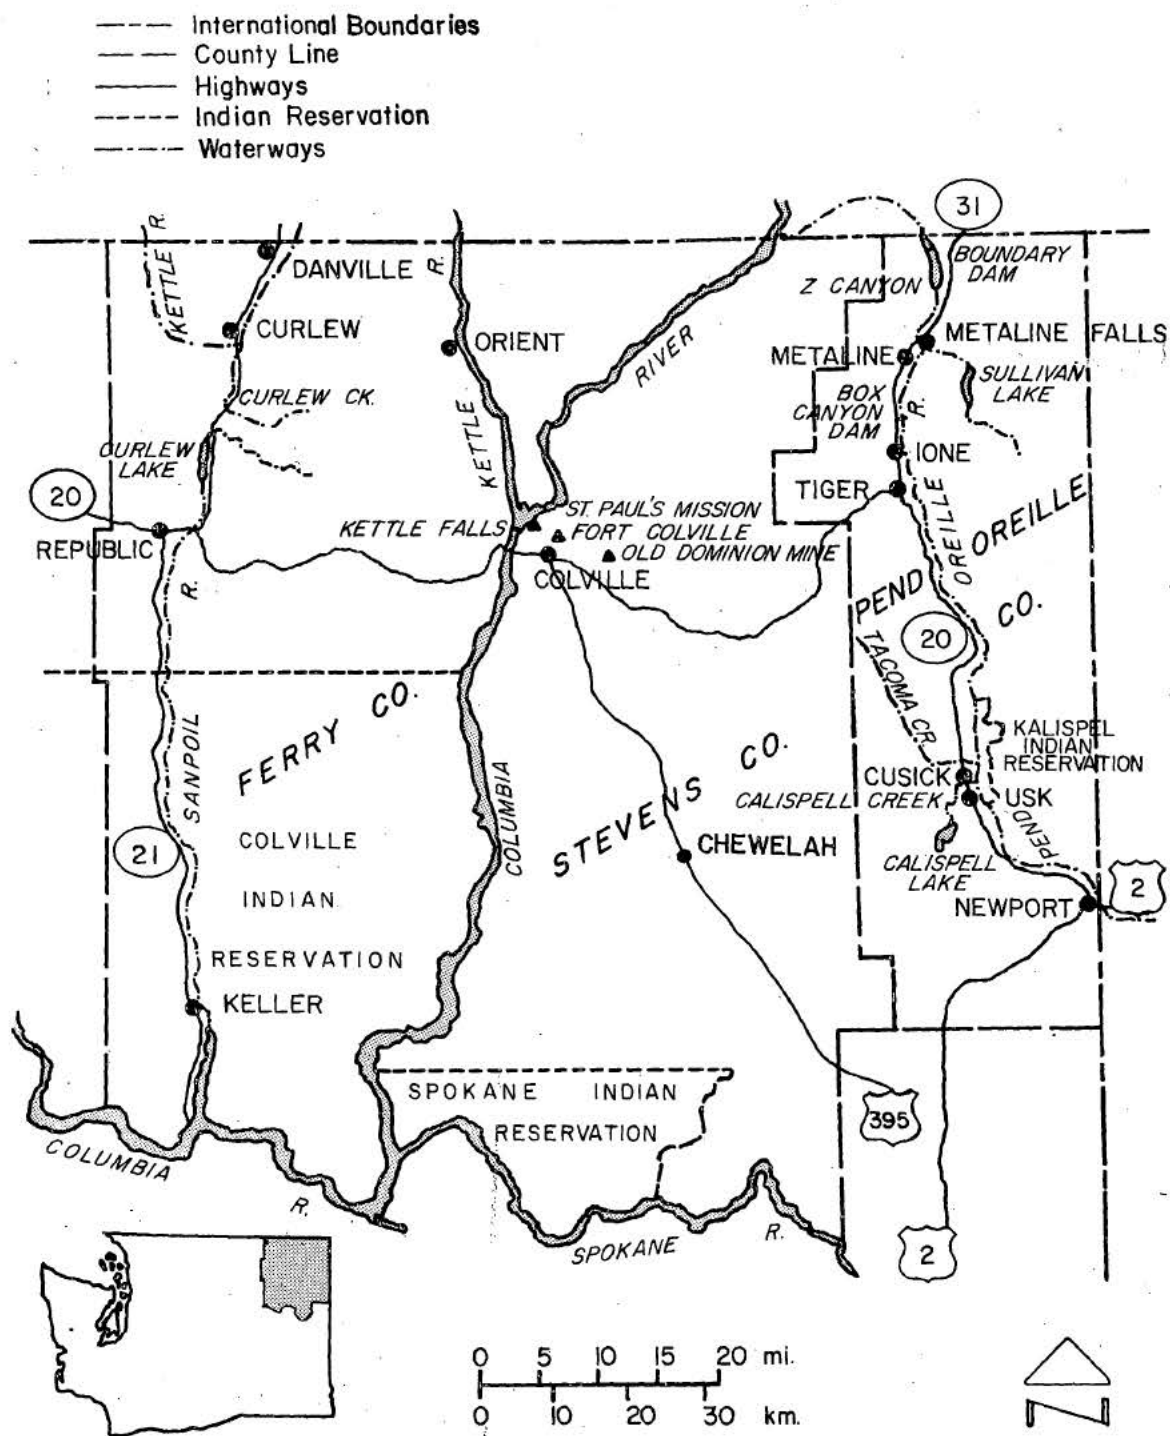 International Boundaries
County Line
Highways
Indian Reservation
Waterways
31
KETTLE R.
DANVILLE
R.
BOUNDARY
DAM
Z CANYON
CURLEW
ORIENT
RIVER
METALINE FALLS
METALINE
CURLEW CK.
BOX
CANYON
DAM
R.
SULLIVAN
LAKE
CURLEW
LAKE
KETTLE
IONE
20
TIGER
ST. PAUL'S MISSION
KETTLE FALLS
FORT COLVILLE
REPUBLIC
OLD DOMINION MINE
COLVILLE
OREILLE
PEND OREILLE
CO.
R.
20
TACOMA CR.
FERRY CO.
SANPOIL
STEVENS CO.
KALISPEL
INDIAN
RESERVATION
CUSICK
CALISPELL CREEK
USK
PEND
COLUMBIA
21
COLVILLE
INDIAN
RESERVATION
CHEWELAH
CALISPELL
LAKE
2
NEWPORT
KELLER
SPOKANE INDIAN
RESERVATION
395
COLUMBIA
R.
SPOKANE
R.
2
0 5 10 15 20 mi.
0 10 20 30 km.
N